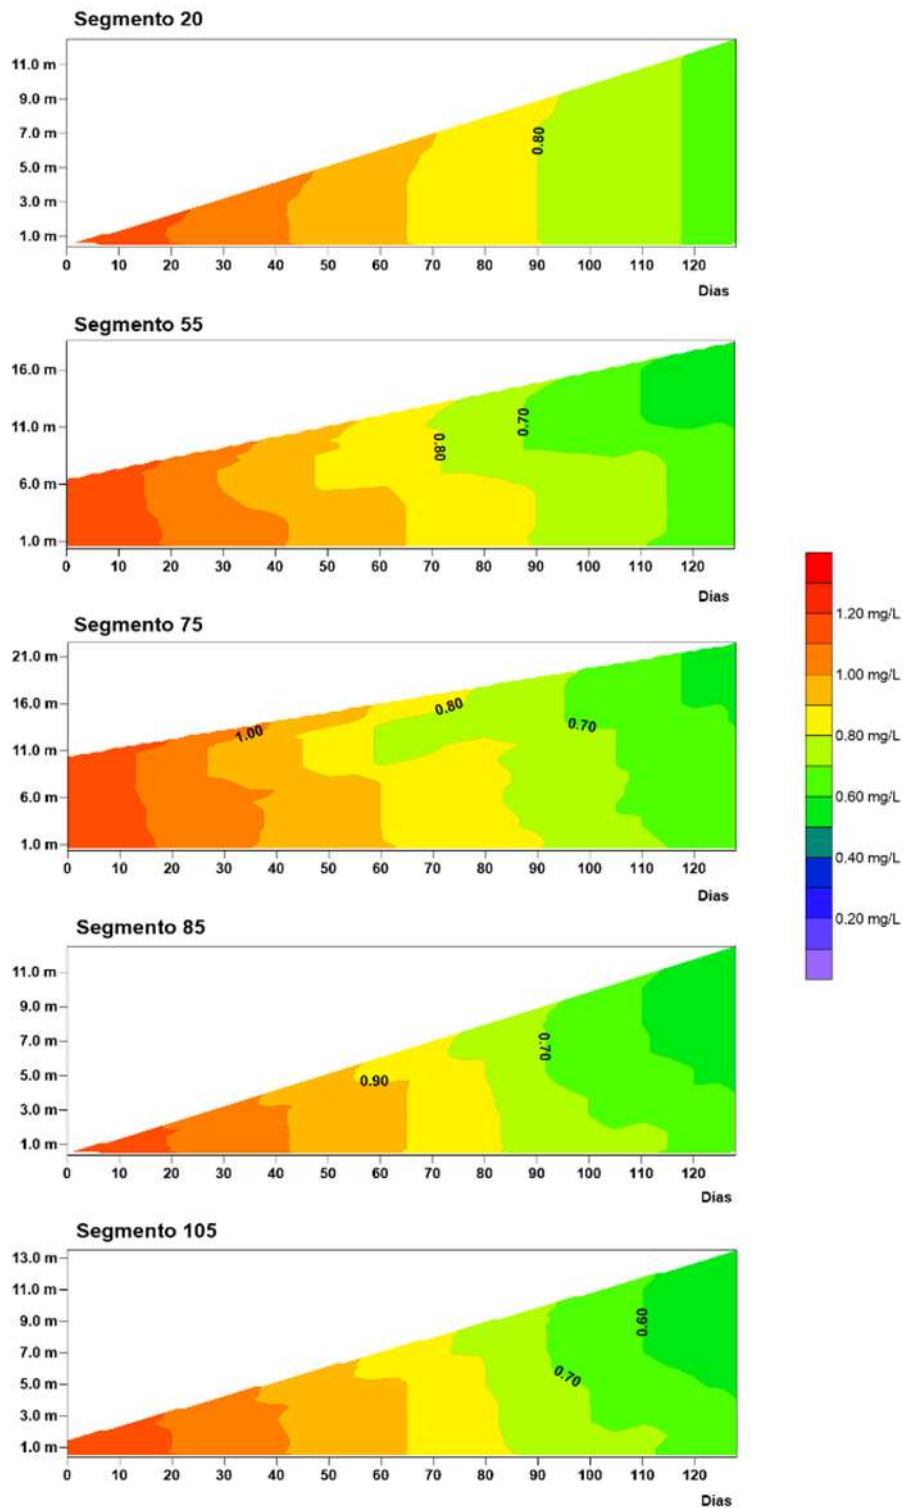 Segmento 20
11.0 m
9.0 m
7.0 m
5.0 m
3.0 m
1.0 m
0.80
0 10 20 30 40 50 60 70 80 90 100 110 120
Dias
Segmento 55
16.0 m
11.0 m
6.0 m
1.0 m
0.80
0.70
0 10 20 30 40 50 60 70 80 90 100 110 120
Dias
Segmento 75
21.0 m
16.0 m
11.0 m
6.0 m
1.0 m
1.00
0.80
0.70
0 10 20 30 40 50 60 70 80 90 100 110 120
Dias
1.20 mg/L
1.00 mg/L
0.80 mg/L
0.60 mg/L
0.40 mg/L
0.20 mg/L
Segmento 85
11.0 m
9.0 m
7.0 m
5.0 m
3.0 m
1.0 m
0.90
0.70
0 10 20 30 40 50 60 70 80 90 100 110 120
Dias
Segmento 105
13.0 m
11.0 m
9.0 m
7.0 m
5.0 m
3.0 m
1.0 m
0.60
0.70
0 10 20 30 40 50 60 70 80 90 100 110 120
Dias